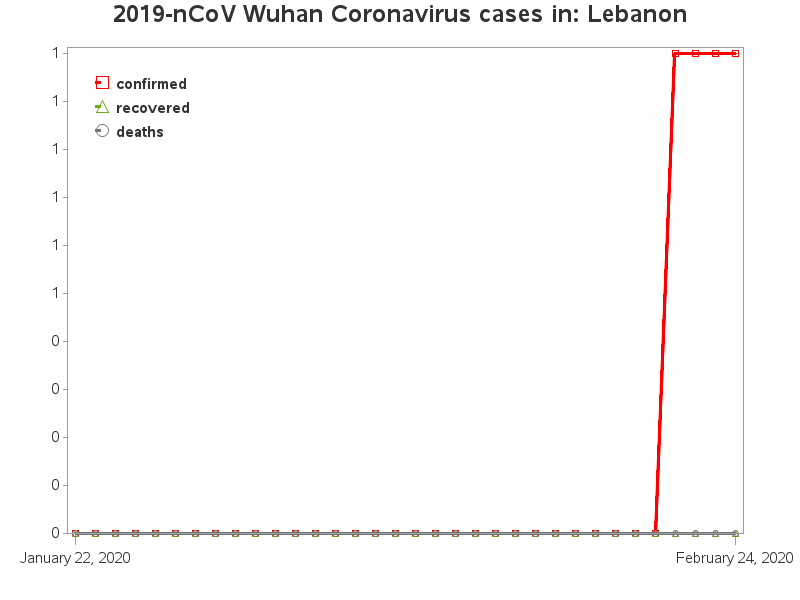 2019-nCoV Wuhan Coronavirus cases in: Lebanon
1
confirmed
1
recovered
deaths
1
1
1
1
0
0
0
0
0
January 22, 2020
February 24, 2020